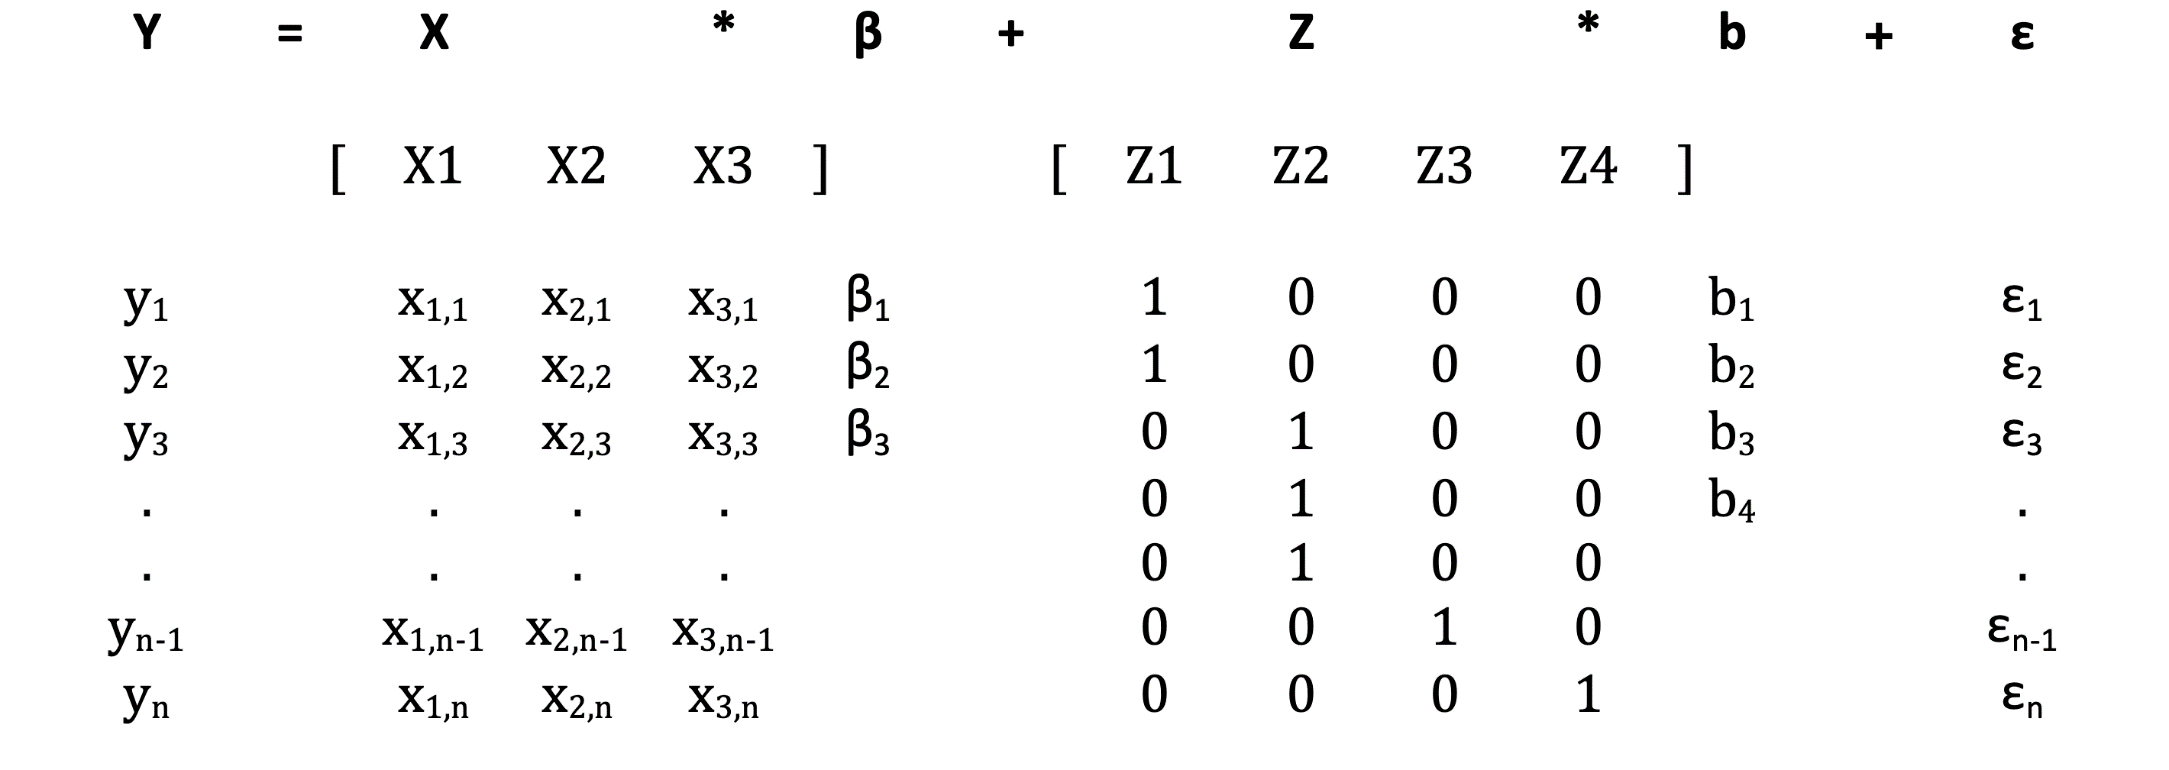 Y = X * β + Z * b + ε
[ X1 X2 X3 ] [ Z1 Z2 Z3 Z4 ]
y₁ x₁,₁ x₂,₁ x₃,₁ β₁ 1 0 0 0 b₁ ε₁
y₂ x₁,₂ x₂,₂ x₃,₂ β₂ 1 0 0 0 b₂ ε₂
y₃ x₁,₃ x₂,₃ x₃,₃ β₃ 0 1 0 0 b₃ ε₃
. . . . 0 1 0 0 b₄ .
. . . . 0 1 0 0 .
yₙ₋₁ x₁,ₙ₋₁ x₂,ₙ₋₁ x₃,ₙ₋₁ 0 0 1 0 εₙ₋₁
yₙ x₁,ₙ x₂,ₙ x₃,ₙ 0 0 0 1 εₙ